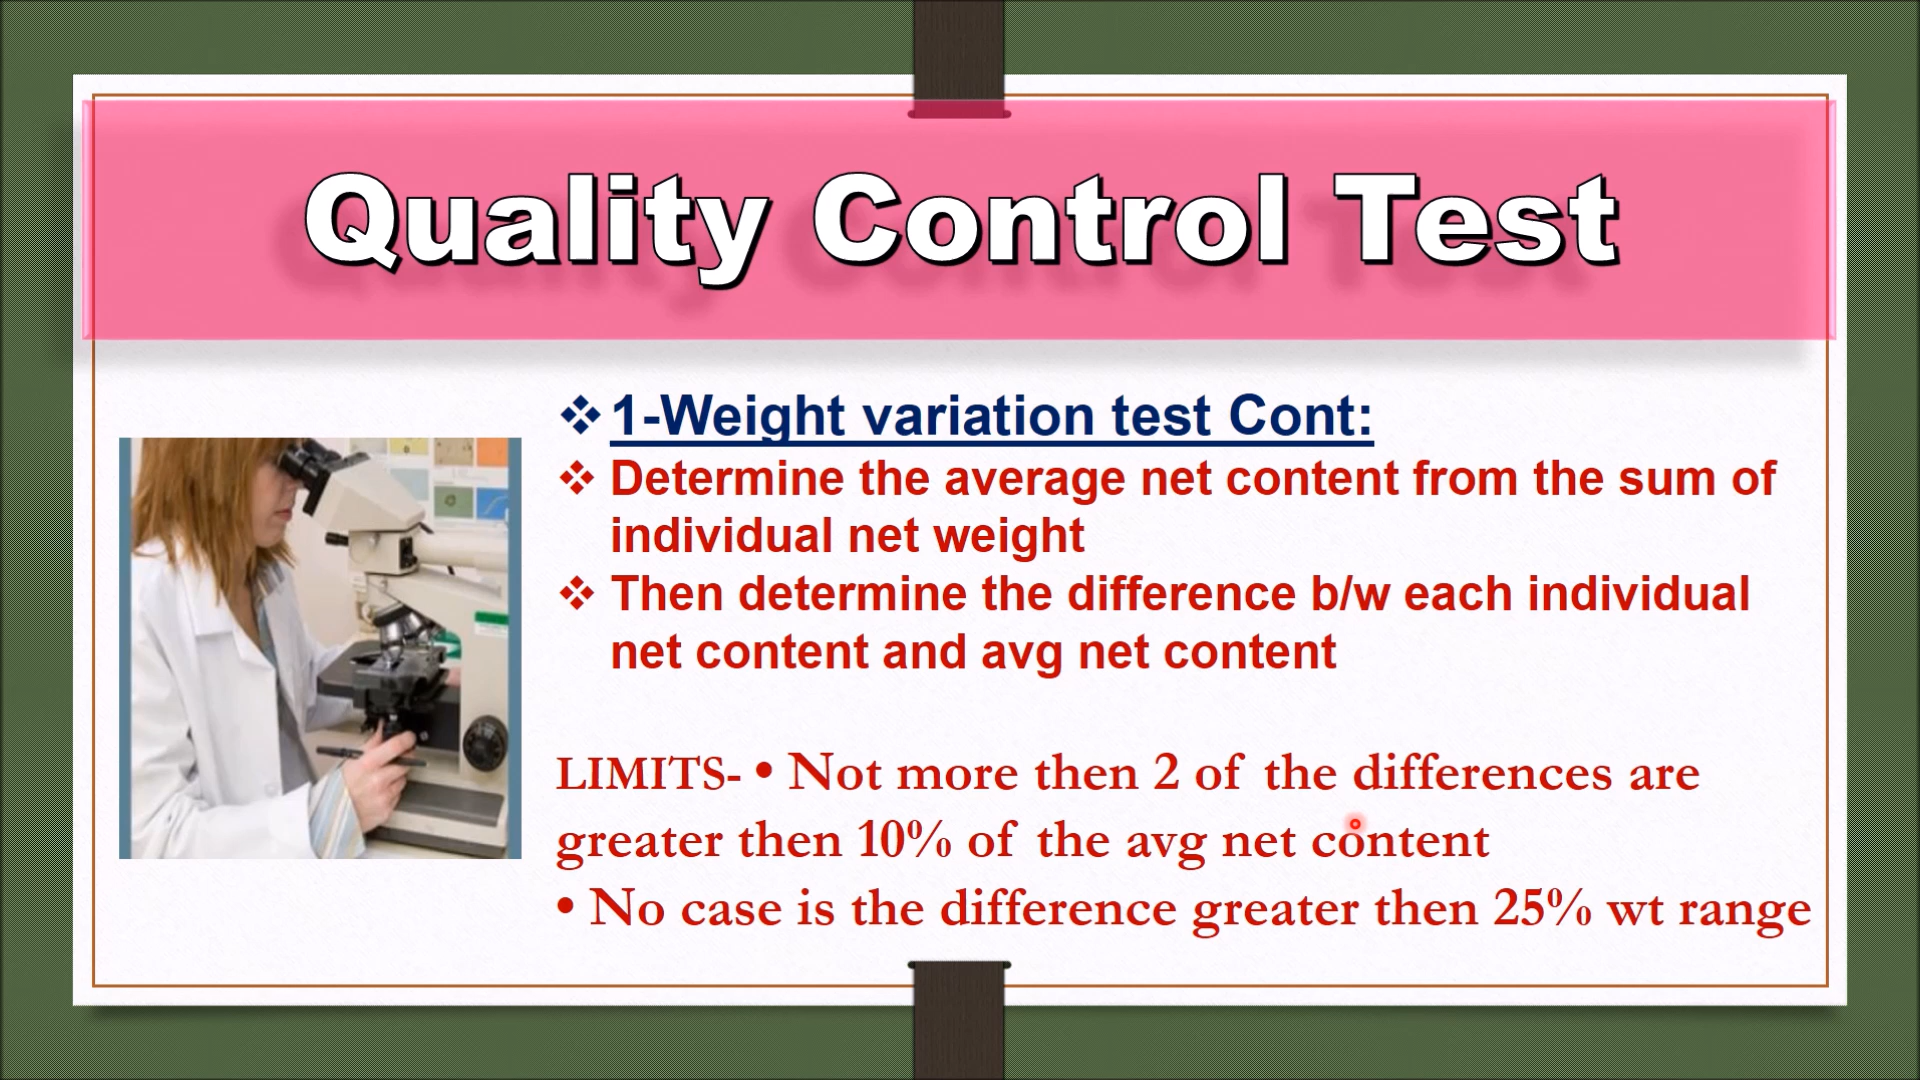 Quality Control Test
❖ 1-Weight variation test Cont:
❖ Determine the average net content from the sum of
individual net weight
❖ Then determine the difference b/w each individual
net content and avg net content
LIMITS- • Not more then 2 of the differences are
greater then 10% of the avg net content
• No case is the difference greater then 25% wt range